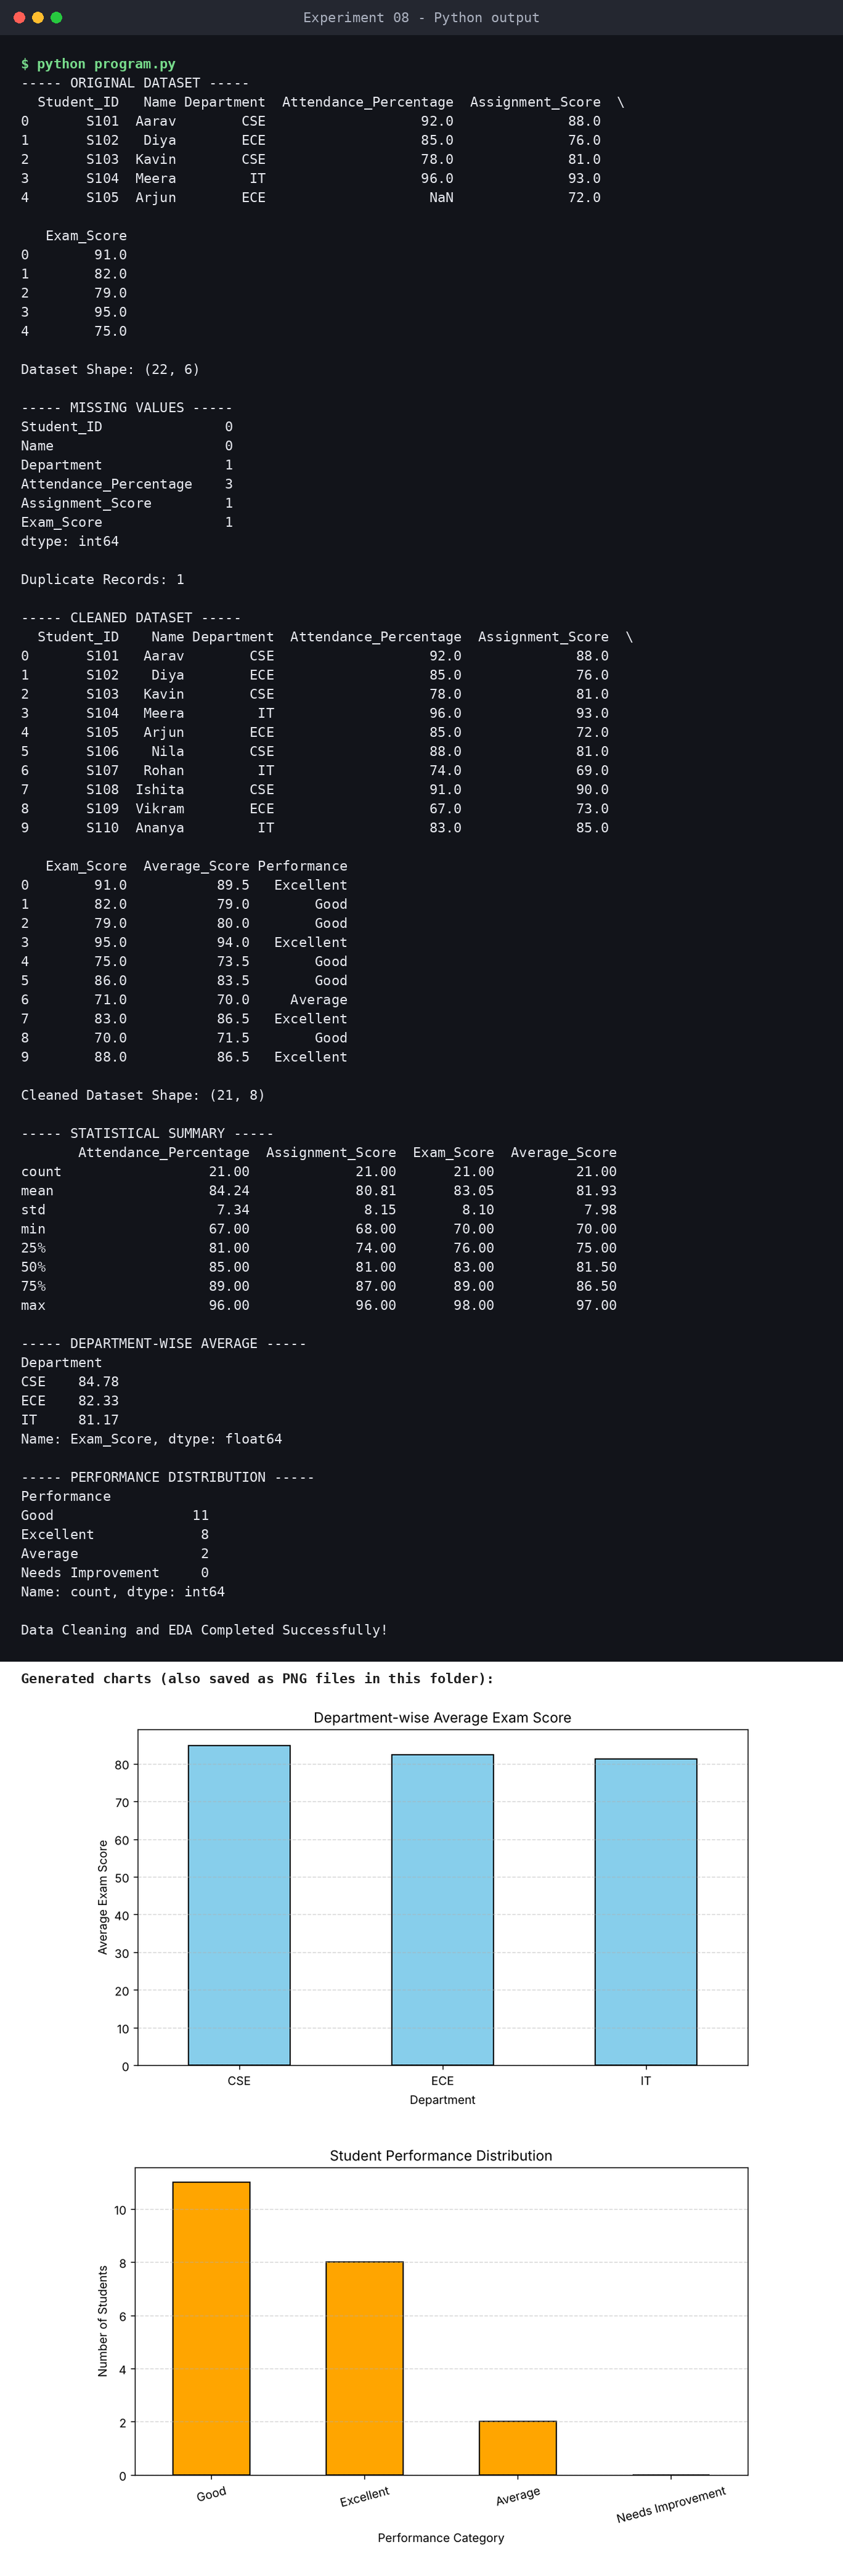 Experiment 08 - Python output
$ python program.py
----- ORIGINAL DATASET -----
  Student_ID   Name Department  Attendance_Percentage  Assignment_Score  \
0       S101  Aarav        CSE                   92.0              88.0
1       S102   Diya        ECE                   85.0              76.0
2       S103  Kavin        CSE                   78.0              81.0
3       S104  Meera         IT                   96.0              93.0
4       S105  Arjun        ECE                    NaN              72.0

   Exam_Score
0        91.0
1        82.0
2        79.0
3        95.0
4        75.0

Dataset Shape: (22, 6)

----- MISSING VALUES -----
Student_ID               0
Name                     0
Department               1
Attendance_Percentage    3
Assignment_Score         1
Exam_Score               1
dtype: int64

Duplicate Records: 1

----- CLEANED DATASET -----
  Student_ID    Name Department  Attendance_Percentage  Assignment_Score  \
0       S101   Aarav        CSE                   92.0              88.0
1       S102    Diya        ECE                   85.0              76.0
2       S103   Kavin        CSE                   78.0              81.0
3       S104   Meera         IT                   96.0              93.0
4       S105   Arjun        ECE                   85.0              72.0
5       S106    Nila        CSE                   88.0              81.0
6       S107   Rohan         IT                   74.0              69.0
7       S108  Ishita        CSE                   91.0              90.0
8       S109  Vikram        ECE                   67.0              73.0
9       S110  Ananya         IT                   83.0              85.0

   Exam_Score  Average_Score Performance
0        91.0           89.5   Excellent
1        82.0           79.0        Good
2        79.0           80.0        Good
3        95.0           94.0   Excellent
4        75.0           73.5        Good
5        86.0           83.5        Good
6        71.0           70.0     Average
7        83.0           86.5   Excellent
8        70.0           71.5        Good
9        88.0           86.5   Excellent

Cleaned Dataset Shape: (21, 8)

----- STATISTICAL SUMMARY -----
       Attendance_Percentage  Assignment_Score  Exam_Score  Average_Score
count                  21.00             21.00       21.00          21.00
mean                   84.24             80.81       83.05          81.93
std                     7.34              8.15        8.10           7.98
min                    67.00             68.00       70.00          70.00
25%                    81.00             74.00       76.00          75.00
50%                    85.00             81.00       83.00          81.50
75%                    89.00             87.00       89.00          86.50
max                    96.00             96.00       98.00          97.00

----- DEPARTMENT-WISE AVERAGE -----
Department
CSE    84.78
ECE    82.33
IT     81.17
Name: Exam_Score, dtype: float64

----- PERFORMANCE DISTRIBUTION -----
Performance
Good                 11
Excellent             8
Average               2
Needs Improvement     0
Name: count, dtype: int64

Data Cleaning and EDA Completed Successfully!
Generated charts (also saved as PNG files in this folder):
Department-wise Average Exam Score
Average Exam Score
80
70
60
50
40
30
20
10
0
CSE ECE IT
Department
Student Performance Distribution
Number of Students
10
8
6
4
2
0
Good Excellent Average Needs Improvement
Performance Category